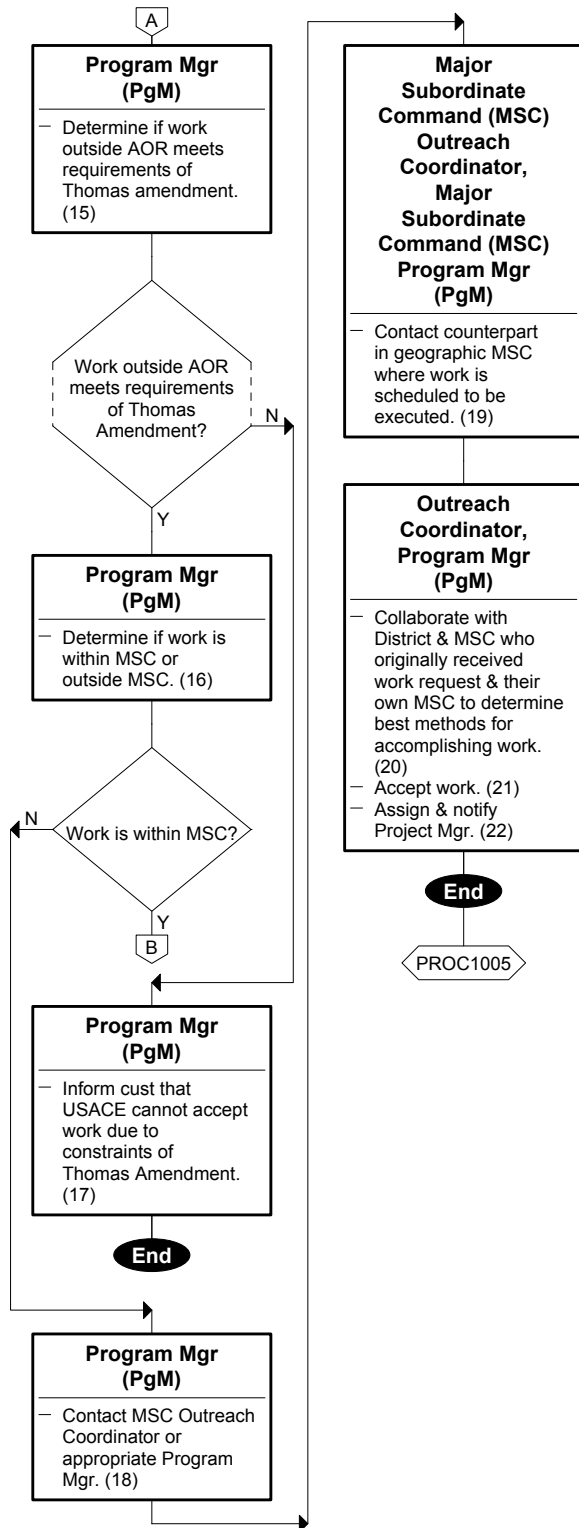 A
Program Mgr
(PgM)
— Determine if work
outside AOR meets
requirements of
Thomas amendment.
(15)
Work outside AOR
meets requirements
of Thomas
Amendment?
N
Y
Program Mgr
(PgM)
— Determine if work is
within MSC or
outside MSC. (16)
N
Work is within MSC?
Y
B
Program Mgr
(PgM)
— Inform cust that
USACE cannot accept
work due to
constraints of
Thomas Amendment.
(17)
End
Program Mgr
(PgM)
— Contact MSC Outreach
Coordinator or
appropriate Program
Mgr. (18)
Major
Subordinate
Command (MSC)
Outreach
Coordinator,
Major
Subordinate
Command (MSC)
Program Mgr
(PgM)
— Contact counterpart
in geographic MSC
where work is
scheduled to be
executed. (19)
Outreach
Coordinator,
Program Mgr
(PgM)
— Collaborate with
District & MSC who
originally received
work request & their
own MSC to determine
best methods for
accomplishing work.
(20)
— Accept work. (21)
— Assign & notify
Project Mgr. (22)
End
PROC1005